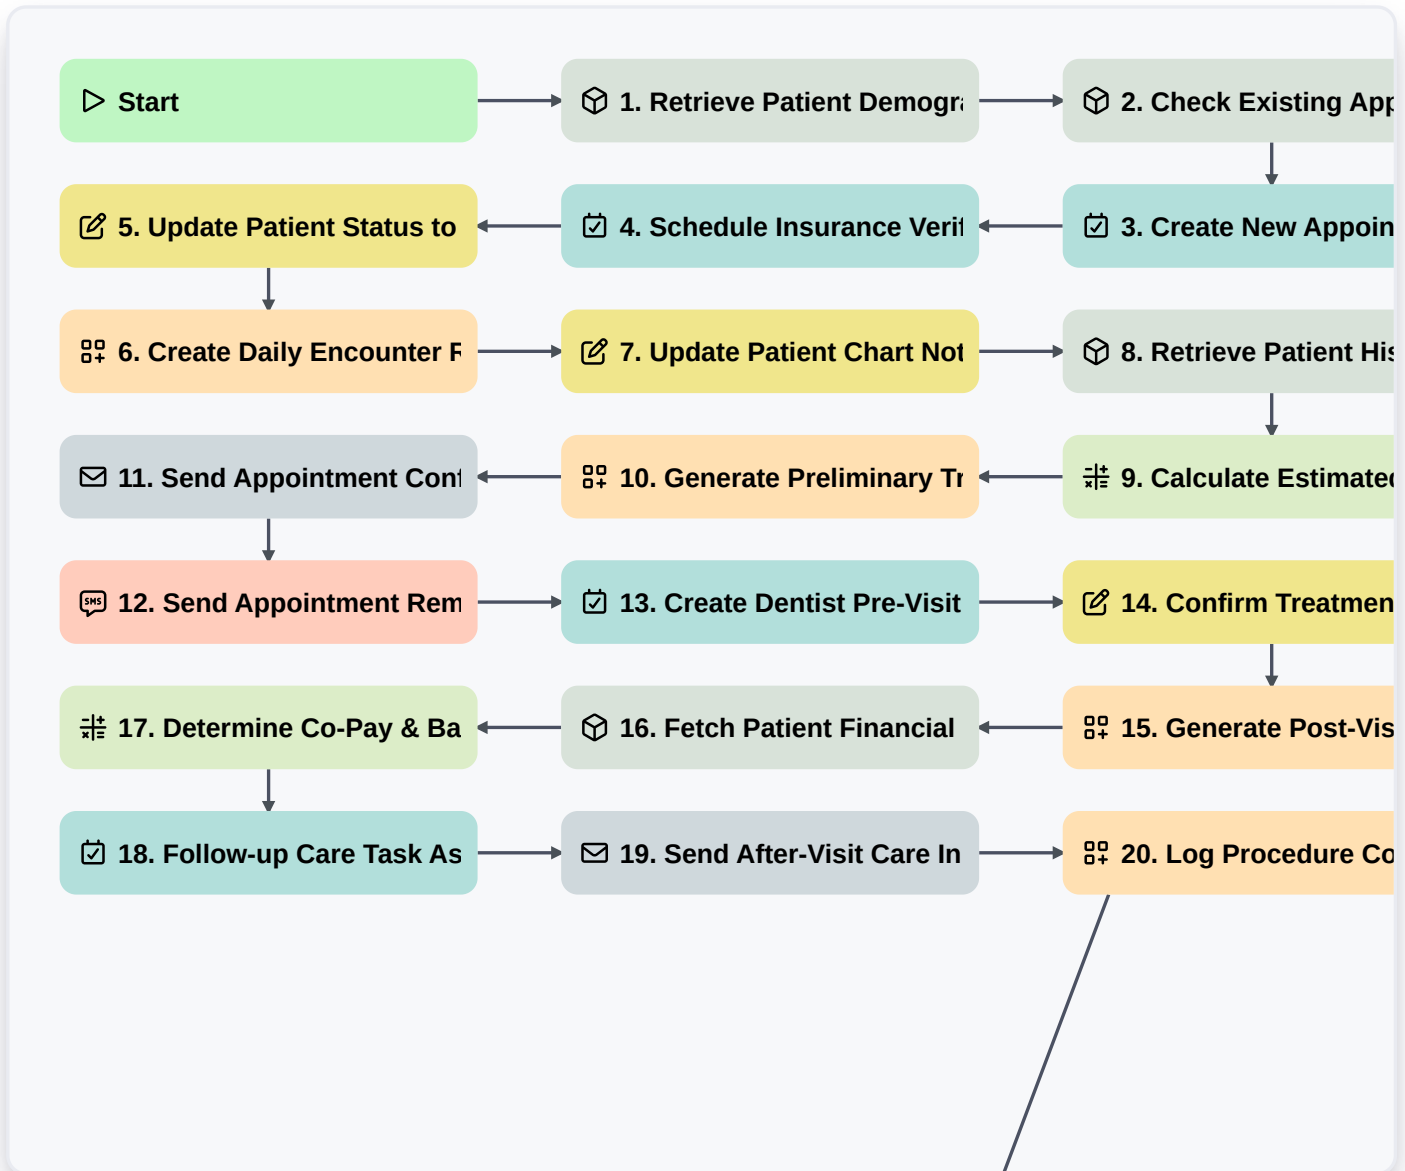 Start
1. Retrieve Patient Demogra
2. Check Existing App
5. Update Patient Status to
4. Schedule Insurance Verif
3. Create New Appoin
6. Create Daily Encounter R
7. Update Patient Chart Not
8. Retrieve Patient His
11. Send Appointment Conf
10. Generate Preliminary Tr
9. Calculate Estimated
SMS
12. Send Appointment Rem
13. Create Dentist Pre-Visit
14. Confirm Treatmen
17. Determine Co-Pay & Ba
16. Fetch Patient Financial
15. Generate Post-Vis
18. Follow-up Care Task As
19. Send After-Visit Care In
20. Log Procedure Co